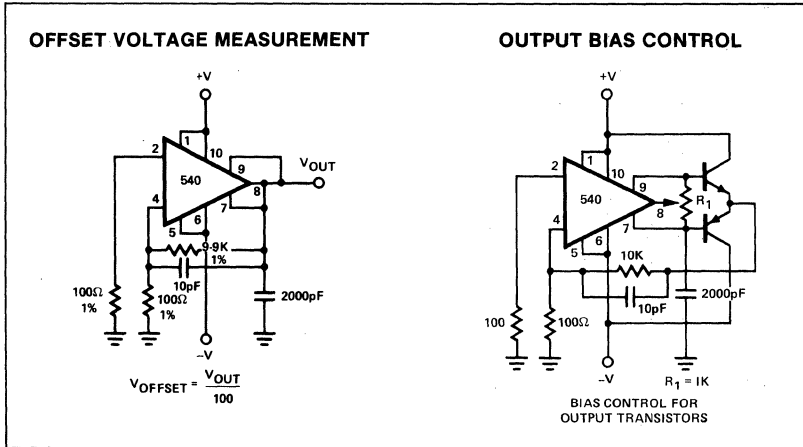 OFFSET VOLTAGE MEASUREMENT
+V
1
2
10
9
VOUT
540
8
4
7
6
5
9.9K
1%
10pF
100Ω
1%
100Ω
1%
2000pF
–V
VOFFSET = VOUT
100
OUTPUT BIAS CONTROL
+V
1
2
10
9
540
8
R1
4
7
6
5
10K
10pF
2000pF
100
100Ω
–V
R1 = IK
BIAS CONTROL FOR
OUTPUT TRANSISTORS